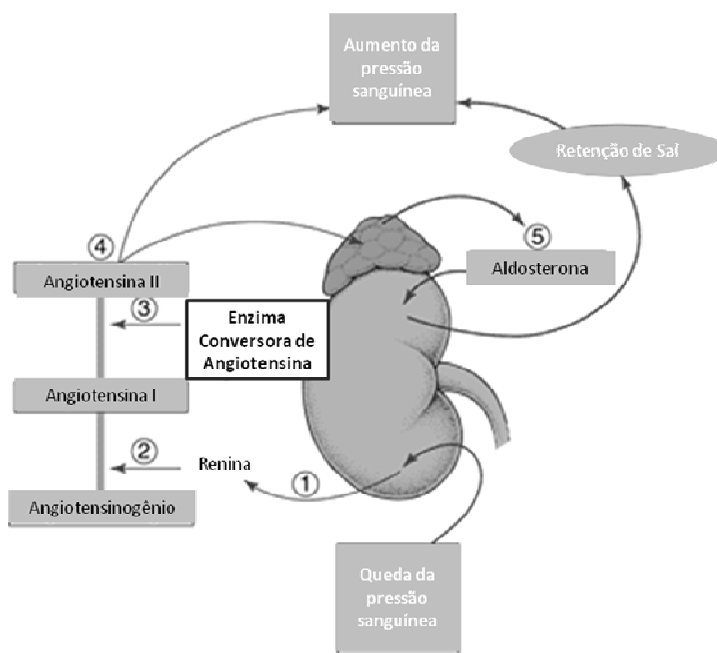 Aumento da
pressão
sanguínea
Retenção de Sal
④
Angiotensina II
⑤
Aldosterona
③
Enzima
Conversora de
Angiotensina
Angiotensina I
②
Renina
①
Angiotensinogênio
Queda da
pressão
sanguínea